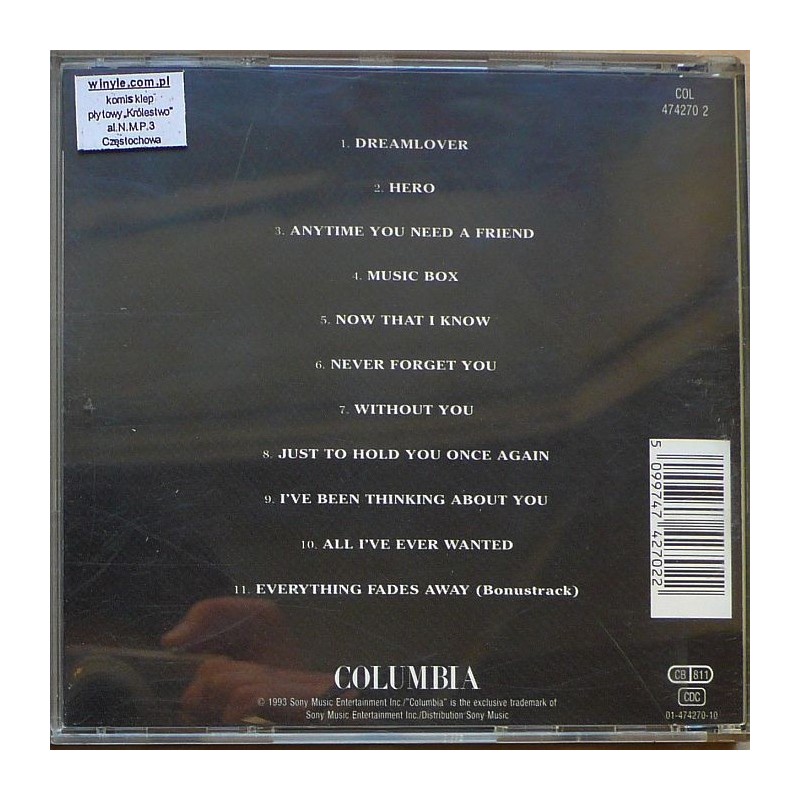 winyle.com.pl
komis sklep
płytowy „Królestwo"
al.N.M.P.3
Częstochowa
COL
474270 2
1. DREAMLOVER
2. HERO
3. ANYTIME YOU NEED A FRIEND
4. MUSIC BOX
5. NOW THAT I KNOW
6. NEVER FORGET YOU
7. WITHOUT YOU
8. JUST TO HOLD YOU ONCE AGAIN
9. I'VE BEEN THINKING ABOUT YOU
10. ALL I'VE EVER WANTED
11. EVERYTHING FADES AWAY (Bonustrack)
5 099747 427022
COLUMBIA
© 1993 Sony Music Entertainment Inc./"Columbia" is the exclusive trademark of
Sony Music Entertainment Inc./Distribution Sony Music
CB 811
CDC
01-474270-10